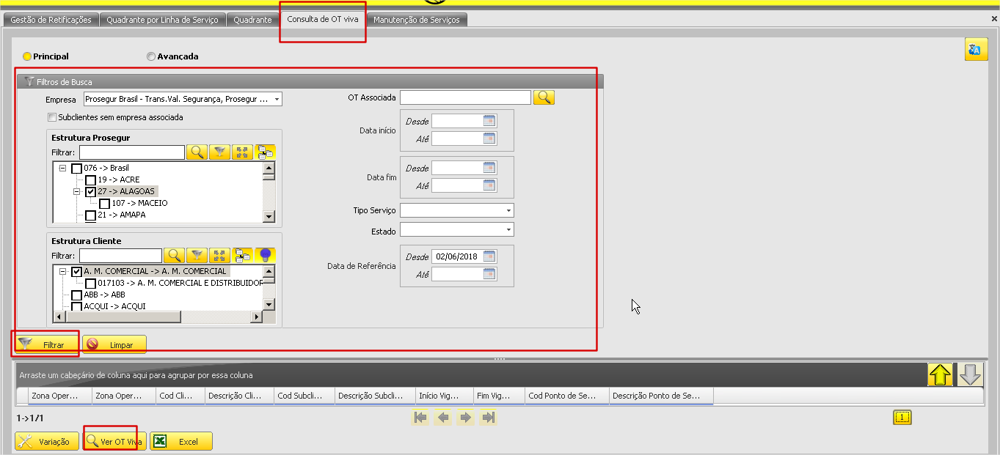 Gestão de Retificações Quadrante por Linha de Serviço Quadrante Consulta de OT viva Manutenção de Serviços
Principal Avançada
Filtros de Busca
Empresa Prosegur Brasil - Trans.Val. Segurança, Prosegur ...
Subclientes sem empresa associada
Estrutura Prosegur
Filtrar:
076 -> Brasil
19 -> ACRE
27 -> ALAGOAS
107 -> MACEIO
21 -> AMAPA
Estrutura Cliente
Filtrar:
A. M. COMERCIAL -> A. M. COMERCIAL
017103 -> A. M. COMERCIAL E DISTRIBUIDOR
ABB -> ABB
ACQUI -> ACQUI
OT Associada
Data início
Desde
Até
Data fim
Desde
Até
Tipo Serviço
Estado
Data de Referência
Desde 02/06/2018
Até
Filtrar Limpar
Arraste um cabeçário de coluna aqui para agrupar por essa coluna
Zona Oper... Zona Oper... Cod Cli... Descrição Cli... Cod Subcli... Descrição Subcli... Início Vig... Fim Vig... Cod Ponto de Se... Descrição Ponto de Se...
1->1/1 1
Variação Ver OT Viva Excel